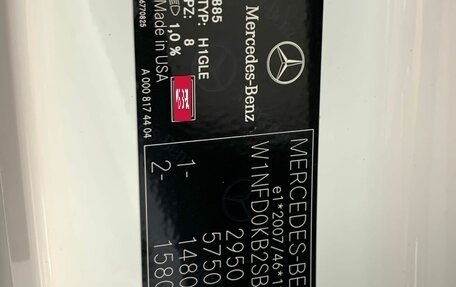 Mercedes-Benz
885
TYP: H1GLE
PZ: 8
1,0 %
Made in USA
A 000 817 44 04
6770825
MERCEDES-BE
e1*2007/46*1
W1NFD0KB2SB
2950
5750
1- 1480
2- 1580